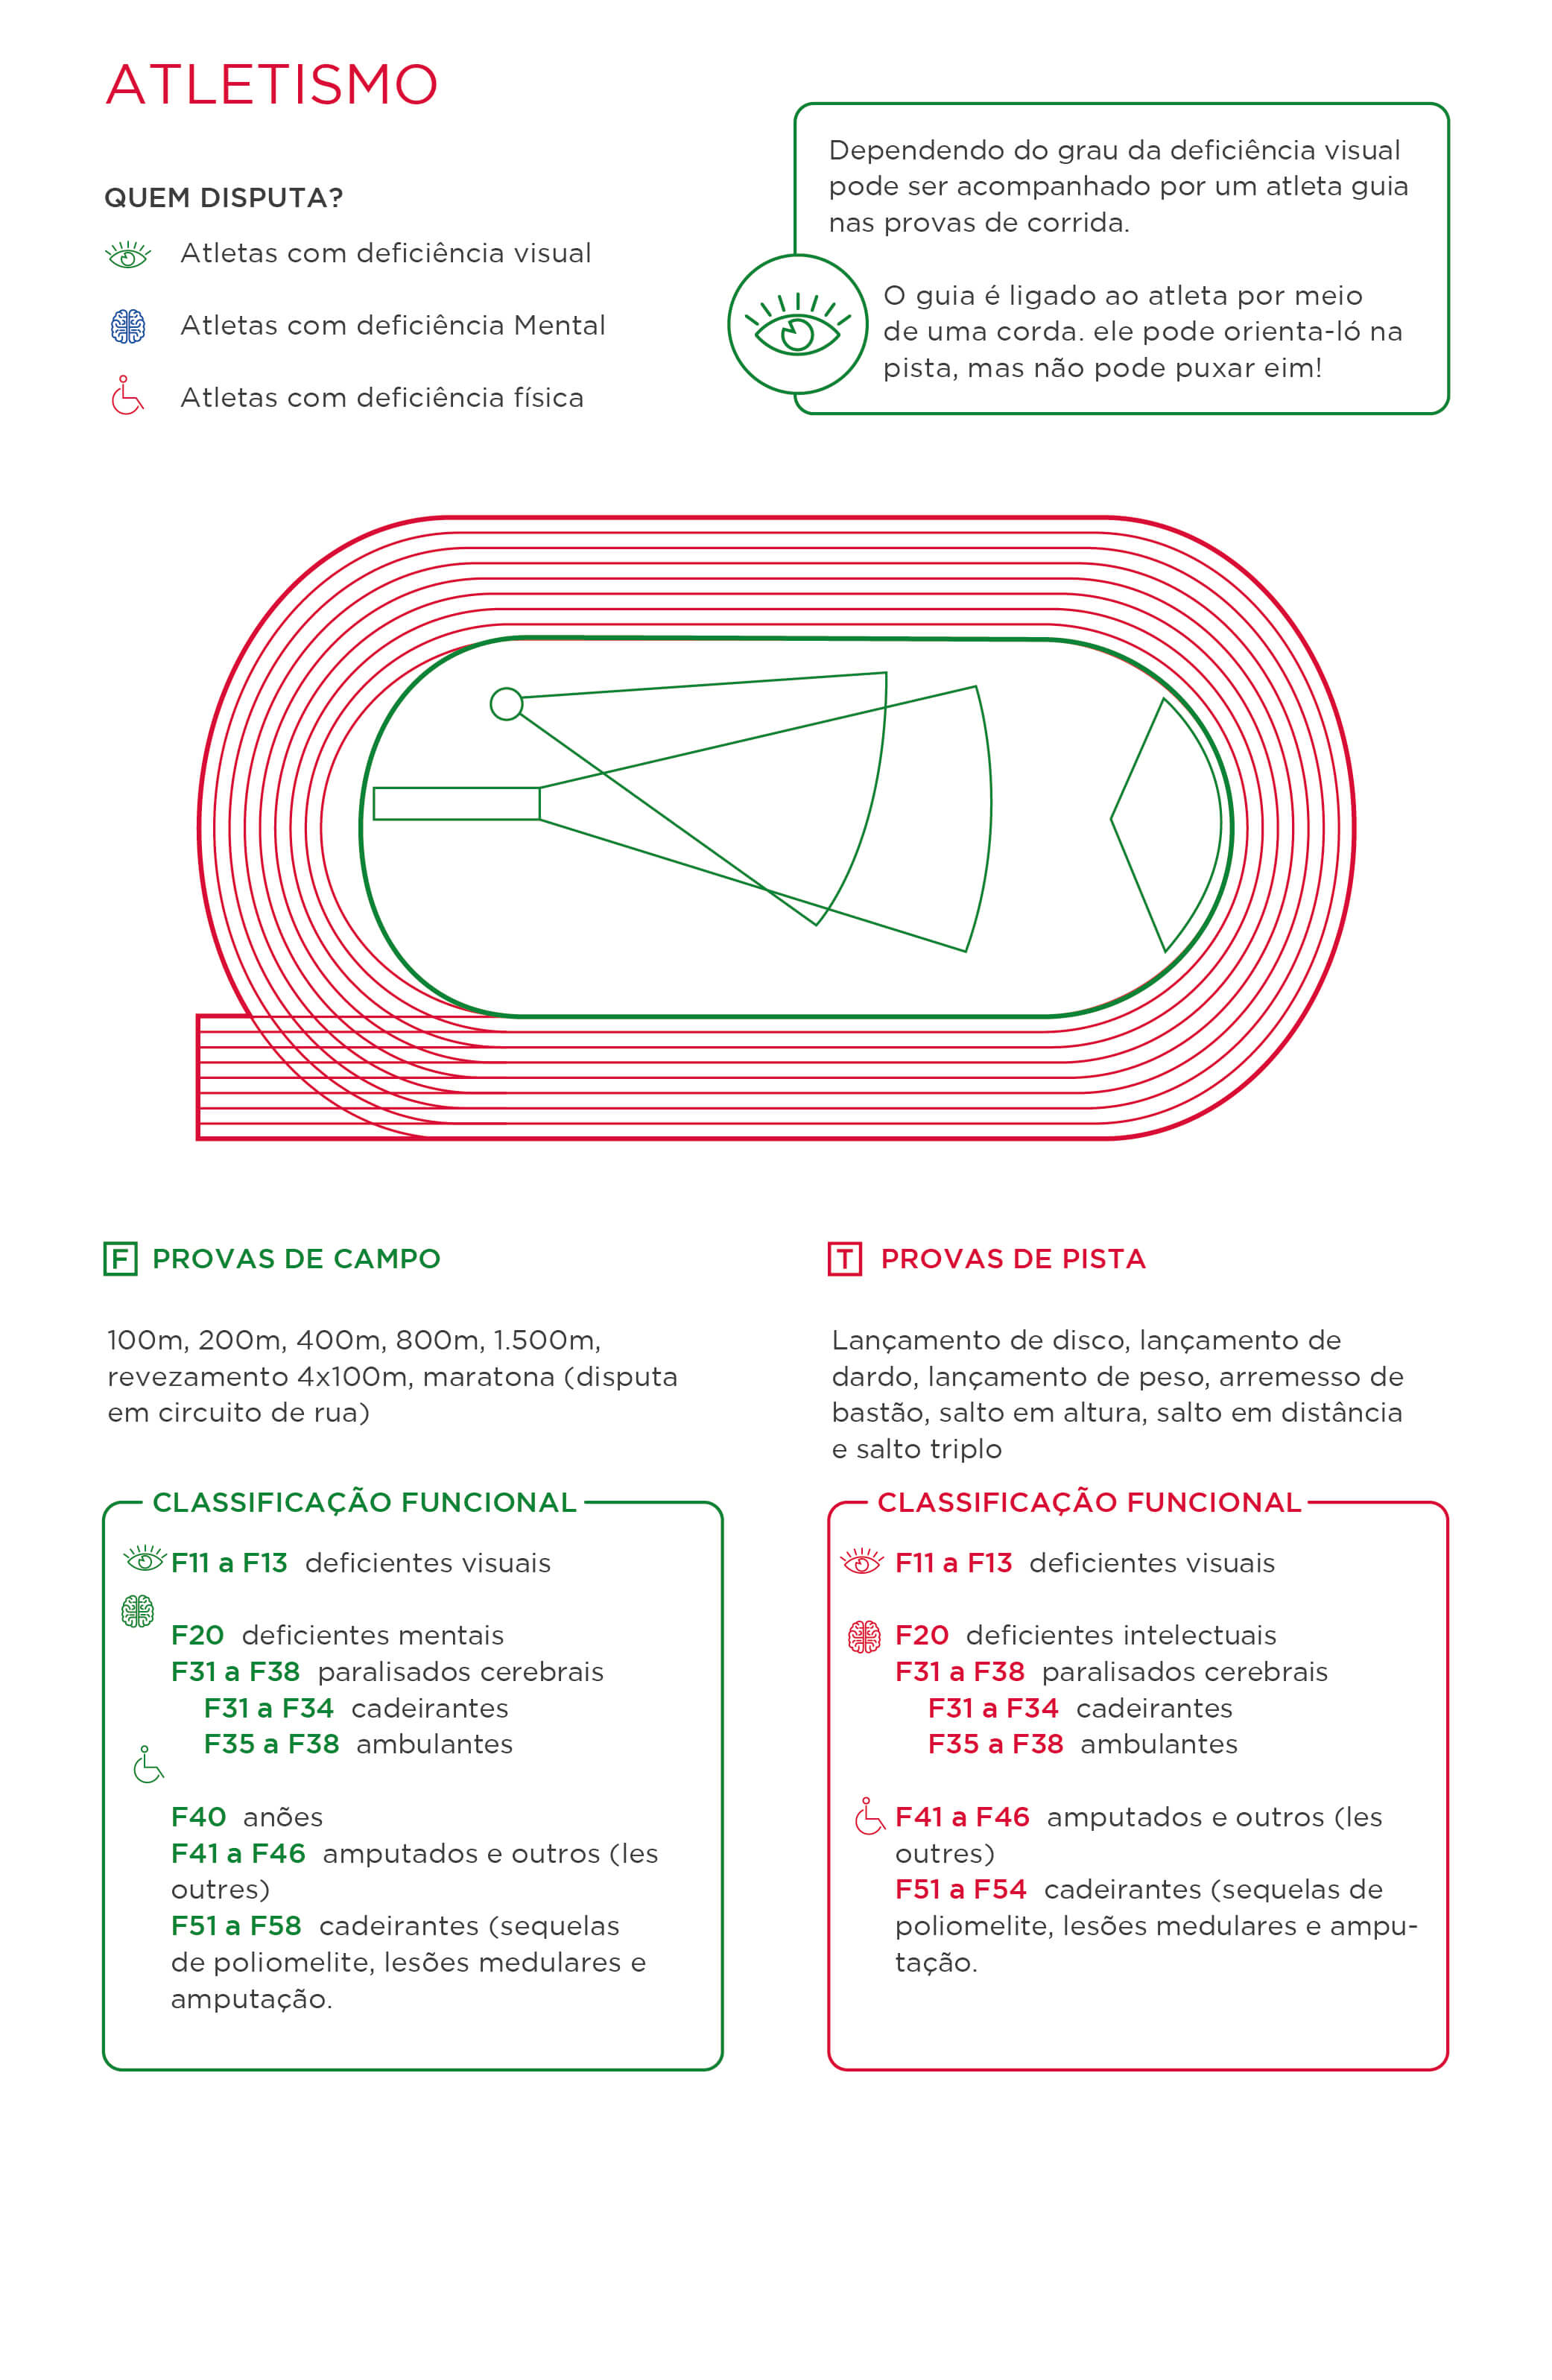 ATLETISMO
QUEM DISPUTA?
Atletas com deficiência visual
Atletas com deficiência Mental
Atletas com deficiência física
Dependendo do grau da deficiência visual
pode ser acompanhado por um atleta guia
nas provas de corrida.
O guia é ligado ao atleta por meio
de uma corda. ele pode orienta-ló na
pista, mas não pode puxar eim!
F PROVAS DE CAMPO
100m, 200m, 400m, 800m, 1.500m,
revezamento 4x100m, maratona (disputa
em circuito de rua)
CLASSIFICAÇÃO FUNCIONAL
F11 a F13 deficientes visuais
F20 deficientes mentais
F31 a F38 paralisados cerebrais
F31 a F34 cadeirantes
F35 a F38 ambulantes
F40 anões
F41 a F46 amputados e outros (les
outres)
F51 a F58 cadeirantes (sequelas
de poliomelite, lesões medulares e
amputação.
T PROVAS DE PISTA
Lançamento de disco, lançamento de
dardo, lançamento de peso, arremesso de
bastão, salto em altura, salto em distância
e salto triplo
CLASSIFICAÇÃO FUNCIONAL
F11 a F13 deficientes visuais
F20 deficientes intelectuais
F31 a F38 paralisados cerebrais
F31 a F34 cadeirantes
F35 a F38 ambulantes
F41 a F46 amputados e outros (les
outres)
F51 a F54 cadeirantes (sequelas de
poliomelite, lesões medulares e ampu-
tação.